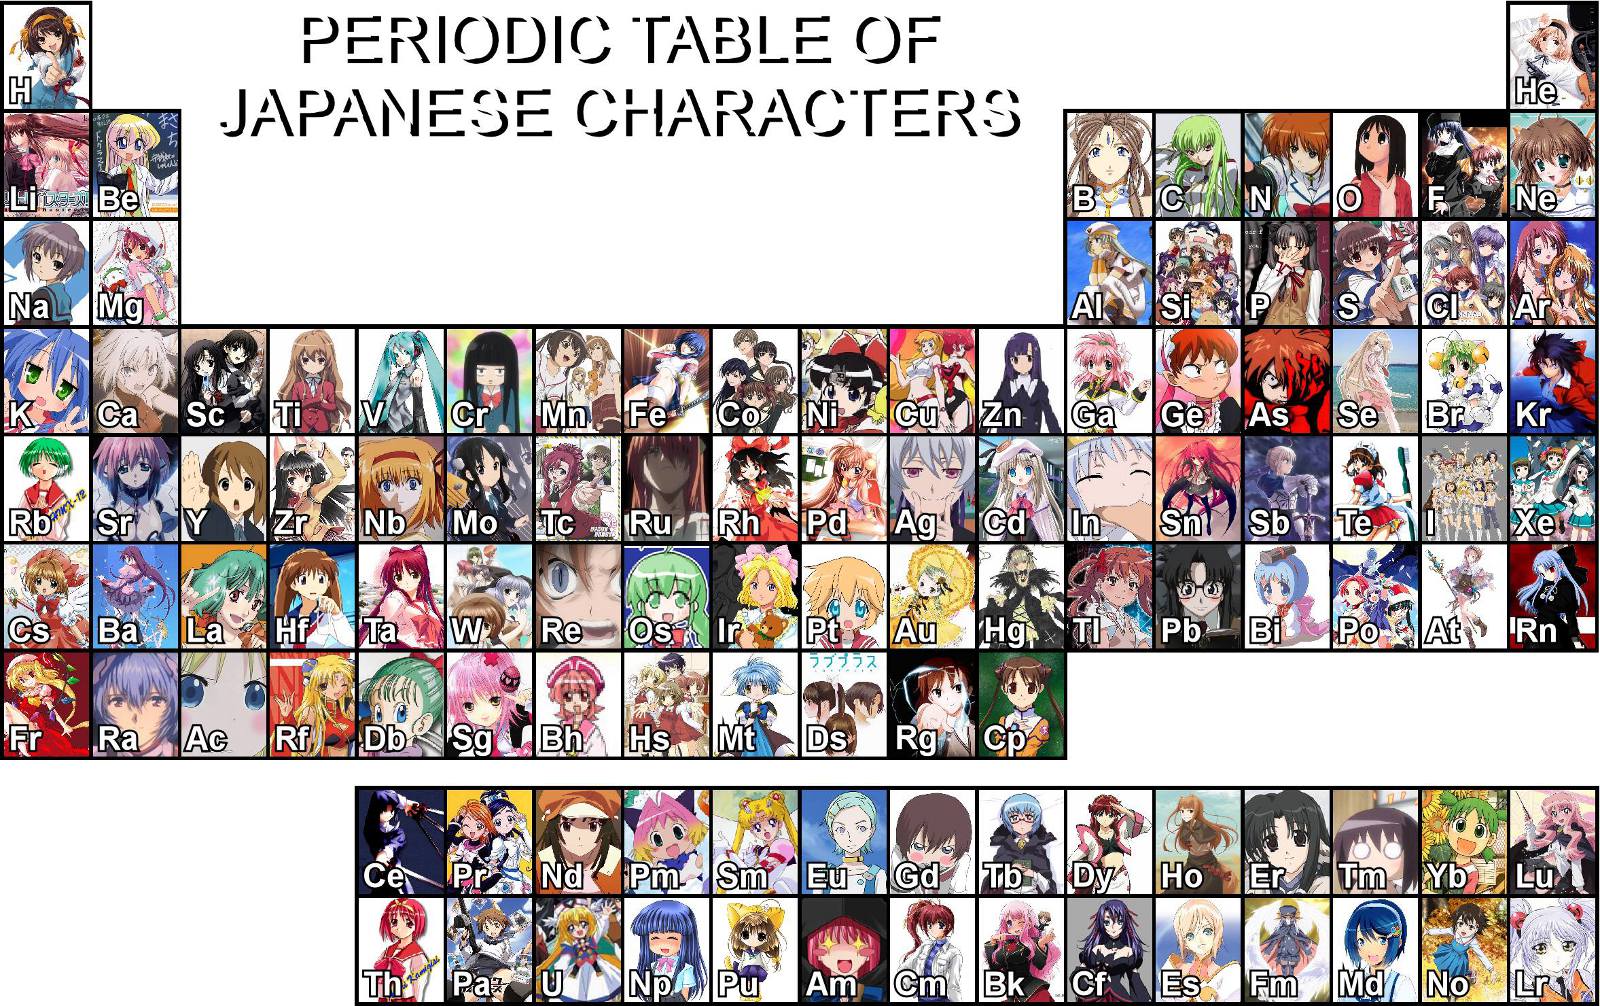 PERIODIC TABLE OF
JAPANESE CHARACTERS
H He
Li Be B C N O F Ne
Na Mg Al Si P S Cl Ar
K Ca Sc Ti V Cr Mn Fe Co Ni Cu Zn Ga Ge As Se Br Kr
Rb Sr Y Zr Nb Mo Tc Ru Rh Pd Ag Cd In Sn Sb Te I Xe
Cs Ba La Hf Ta W Re Os Ir Pt Au Hg Tl Pb Bi Po At Rn
ラブプラス
Fr Ra Ac Rf Db Sg Bh Hs Mt Ds Rg Cp
Ce Pr Nd Pm Sm Eu Gd Tb Dy Ho Er Tm Yb Lu
Th Pa U Np Pu Am Cm Bk Cf Es Fm Md No Lr